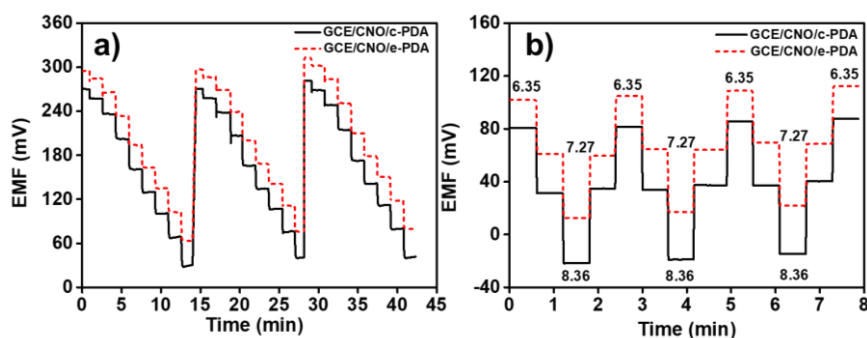 a)
GCE/CNO/c-PDA
GCE/CNO/e-PDA
EMF (mV)
360
300
240
180
120
60
0
0 5 10 15 20 25 30 35 40 45
Time (min)
b)
GCE/CNO/c-PDA
GCE/CNO/e-PDA
EMF (mV)
160
120
80
40
0
-40
6.35 6.35 6.35 6.35
7.27 7.27
8.36 8.36 8.36
0 1 2 3 4 5 6 7 8
Time (min)